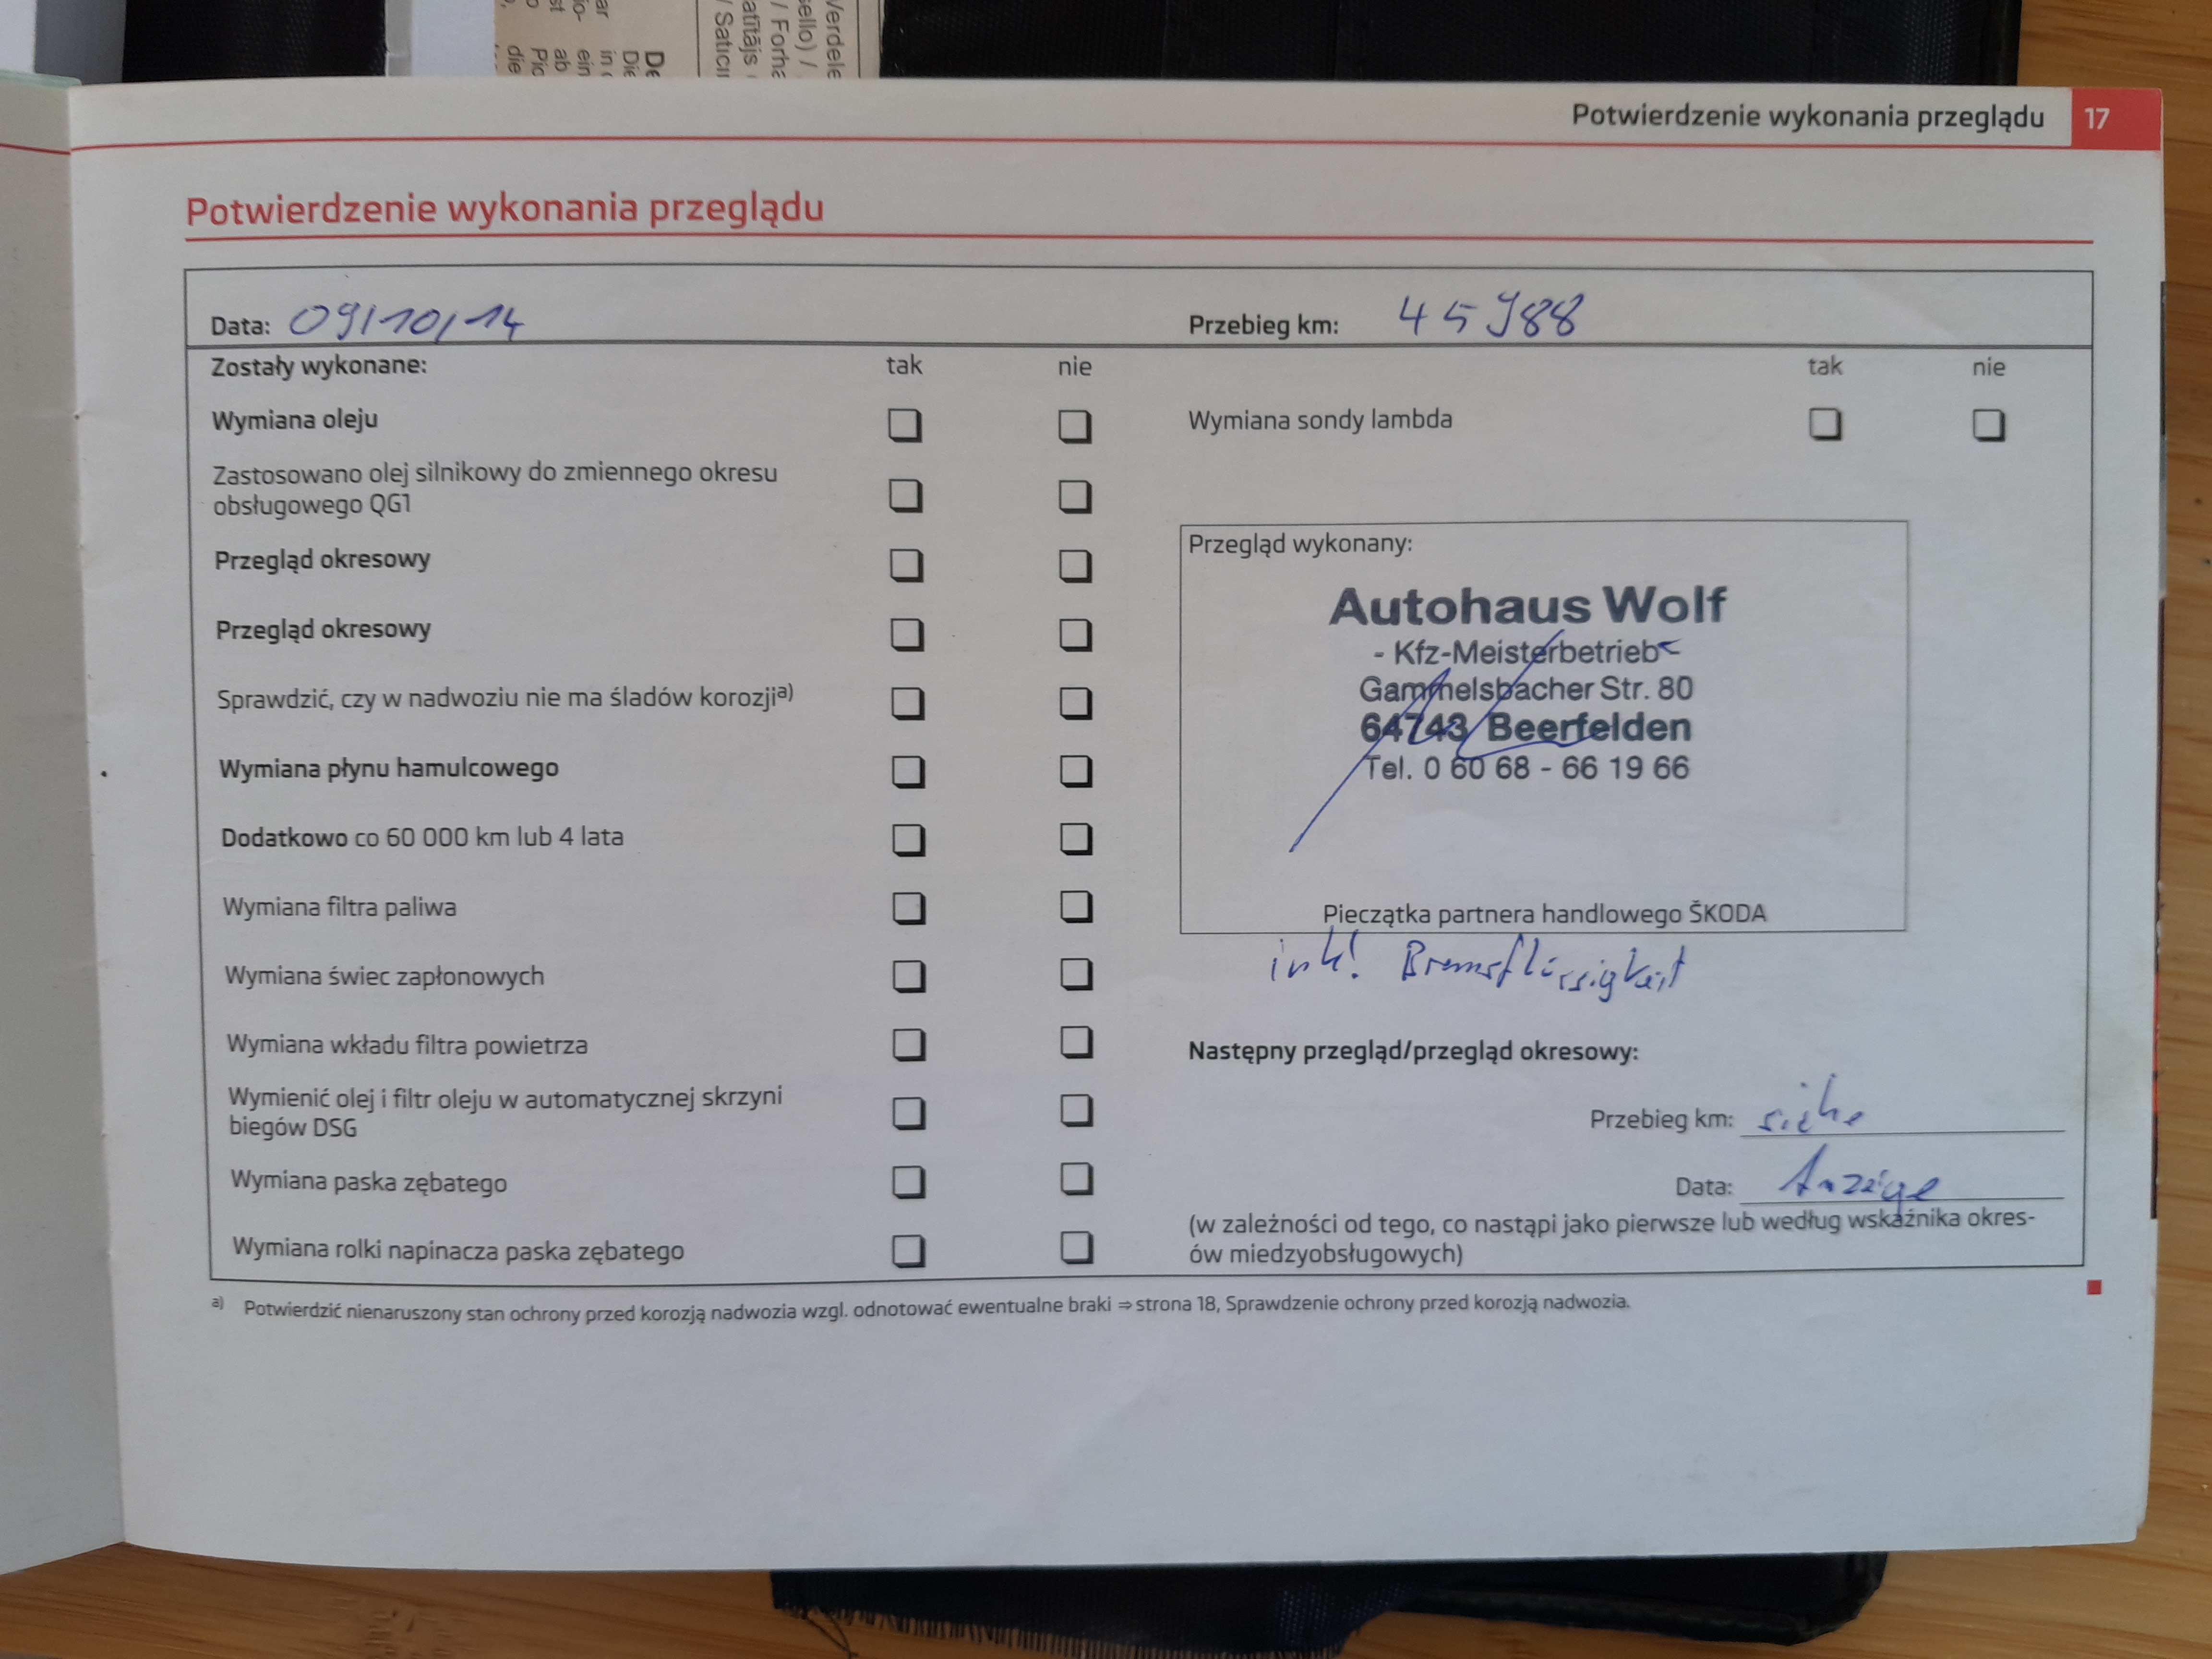 Potwierdzenie wykonania przeglądu 17
Potwierdzenie wykonania przeglądu
Data: 09/10/14 Przebieg km: 45988
Zostały wykonane: tak nie tak nie
Wymiana oleju
Wymiana sondy lambda
Zastosowano olej silnikowy do zmiennego okresu
obsługowego QG1
Przegląd okresowy
Przegląd okresowy
Sprawdzić, czy w nadwoziu nie ma śladów korozjia)
Wymiana płynu hamulcowego
Dodatkowo co 60 000 km lub 4 lata
Wymiana filtra paliwa
Wymiana świec zapłonowych
Wymiana wkładu filtra powietrza
Wymienić olej i filtr oleju w automatycznej skrzyni
biegów DSG
Wymiana paska zębatego
Wymiana rolki napinacza paska zębatego
Przegląd wykonany:
Autohaus Wolf
- Kfz-Meisterbetrieb -
Gammelsbacher Str. 80
64743 Beerfelden
Tel. 0 60 68 - 66 19 66
Pieczątka partnera handlowego ŠKODA
inkl. Bremsflüssigkeit
Następny przegląd/przegląd okresowy:
Przebieg km: siehe
Data: Anzeige
(w zależności od tego, co nastąpi jako pierwsze lub według wskaźnika okres-
ów miedzyobsługowych)
a) Potwierdzić nienaruszony stan ochrony przed korozją nadwozia wzgl. odnotować ewentualne braki ⇒ strona 18, Sprawdzenie ochrony przed korozją nadwozia.